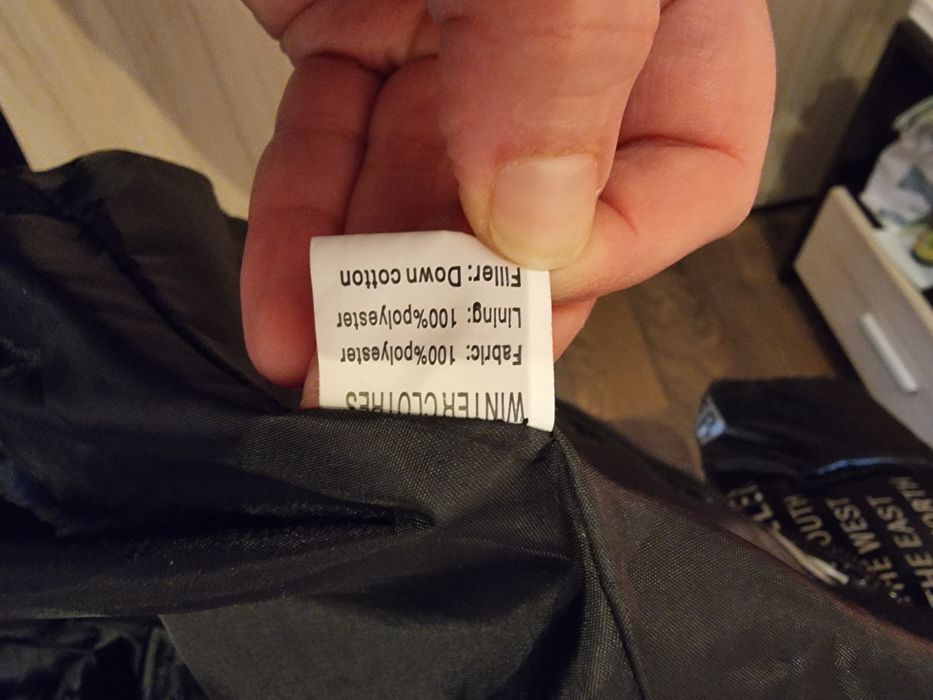 WINTER CLOTHES
Fabric: 100%polyester
Lining: 100%polyester
Filler: Down cotton
THE WEST
THE EAST